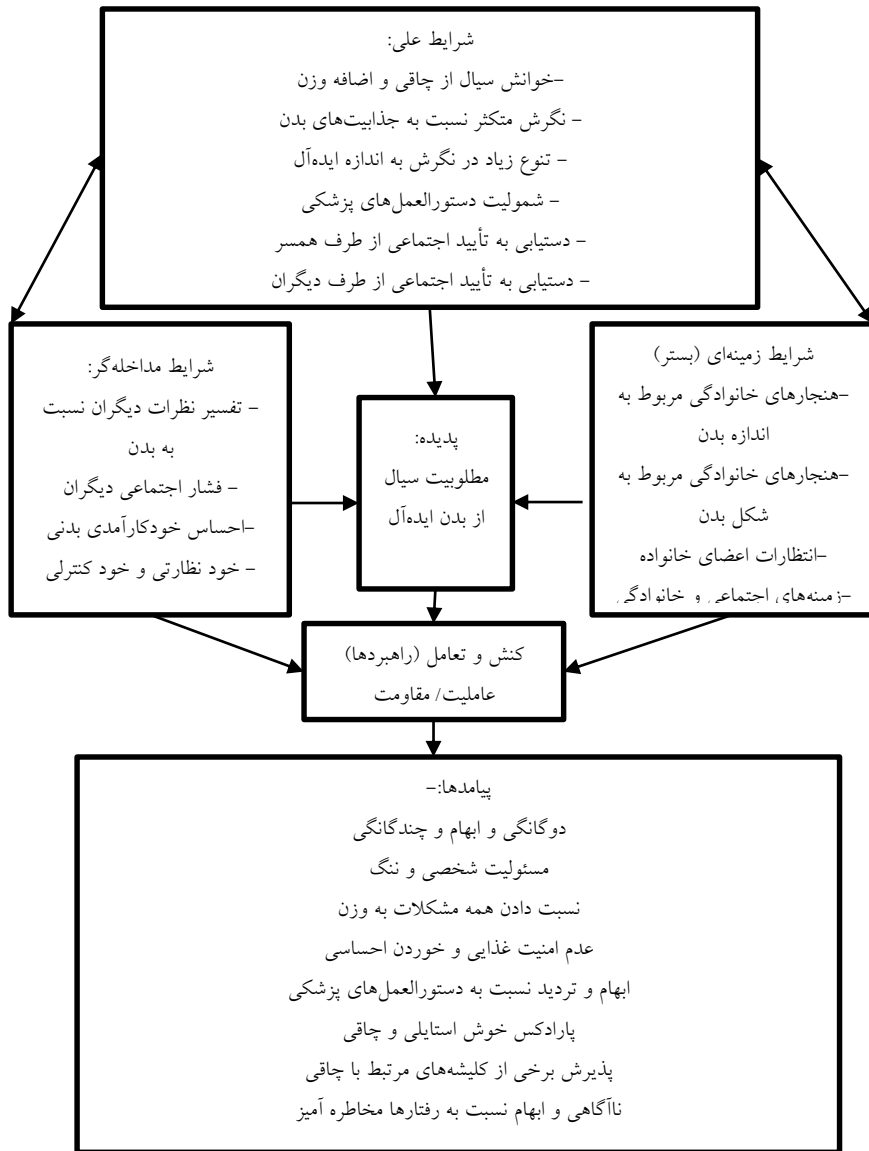 شرایط علی:
-خوانش سیال از چاقی و اضافه وزن
- نگرش متکثر نسبت به جذابیت‌های بدن
- تنوع زیاد در نگرش به اندازه ایده‌آل
- شمولیت دستورالعمل‌های پزشکی
- دستیابی به تأیید اجتماعی از طرف همسر
- دستیابی به تأیید اجتماعی از طرف دیگران
شرایط زمینه‌ای (بستر)
-هنجارهای خانوادگی مربوط به
اندازه بدن
-هنجارهای خانوادگی مربوط به
شکل بدن
-انتظارات اعضای خانواده
-زمینه‌های اجتماعی و خانوادگی
پدیده:
مطلوبیت سیال
از بدن ایده‌آل
شرایط مداخله‌گر:
- تفسیر نظرات دیگران نسبت
به بدن
- فشار اجتماعی دیگران
-احساس خودکارآمدی بدنی
- خود نظارتی و خود کنترلی
کنش و تعامل (راهبردها)
عاملیت/ مقاومت
پیامدها:-
دوگانگی و ابهام و چندگانگی
مسئولیت شخصی و ننگ
نسبت دادن همه مشکلات به وزن
عدم امنیت غذایی و خوردن احساسی
ابهام و تردید نسبت به دستورالعمل‌های پزشکی
پارادکس خوش استایلی و چاقی
پذیرش برخی از کلیشه‌های مرتبط با چاقی
ناآگاهی و ابهام نسبت به رفتارها مخاطره آمیز